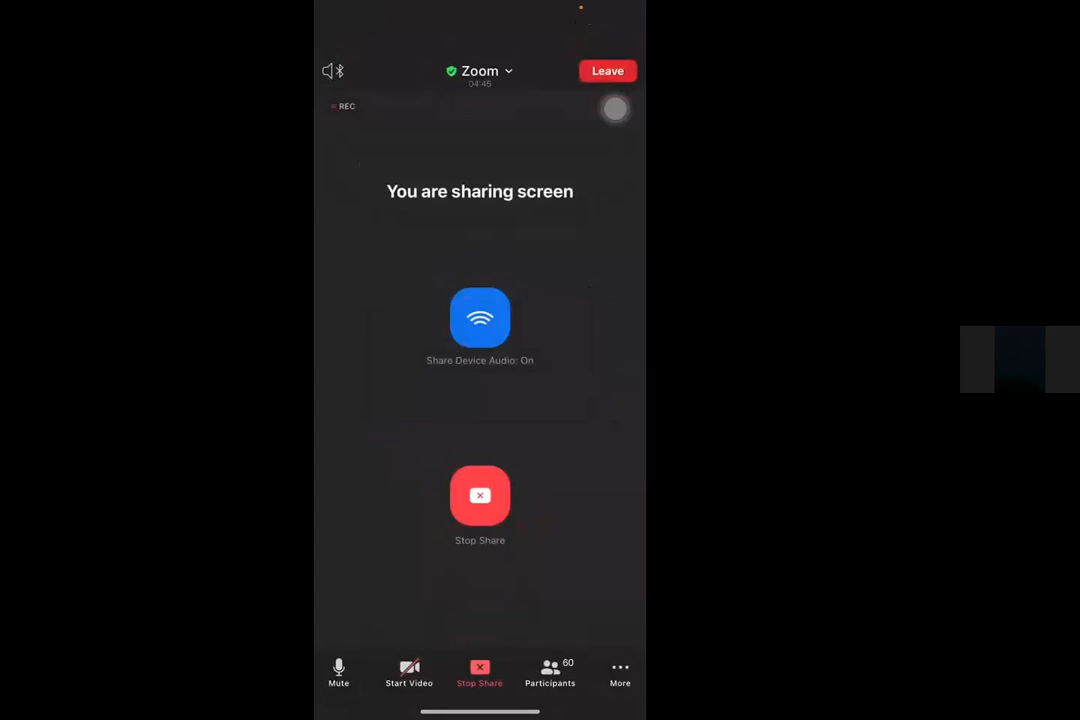 Zoom
Leave
04:45
REC
You are sharing screen
Share Device Audio: On
Stop Share
60
Mute
Start Video
Stop Share
Participants
More